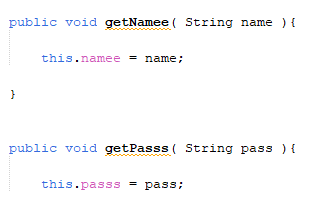 public void getNamee( String name ){
this.namee = name;
}
public void getPasss( String pass ){
this.passs = pass;